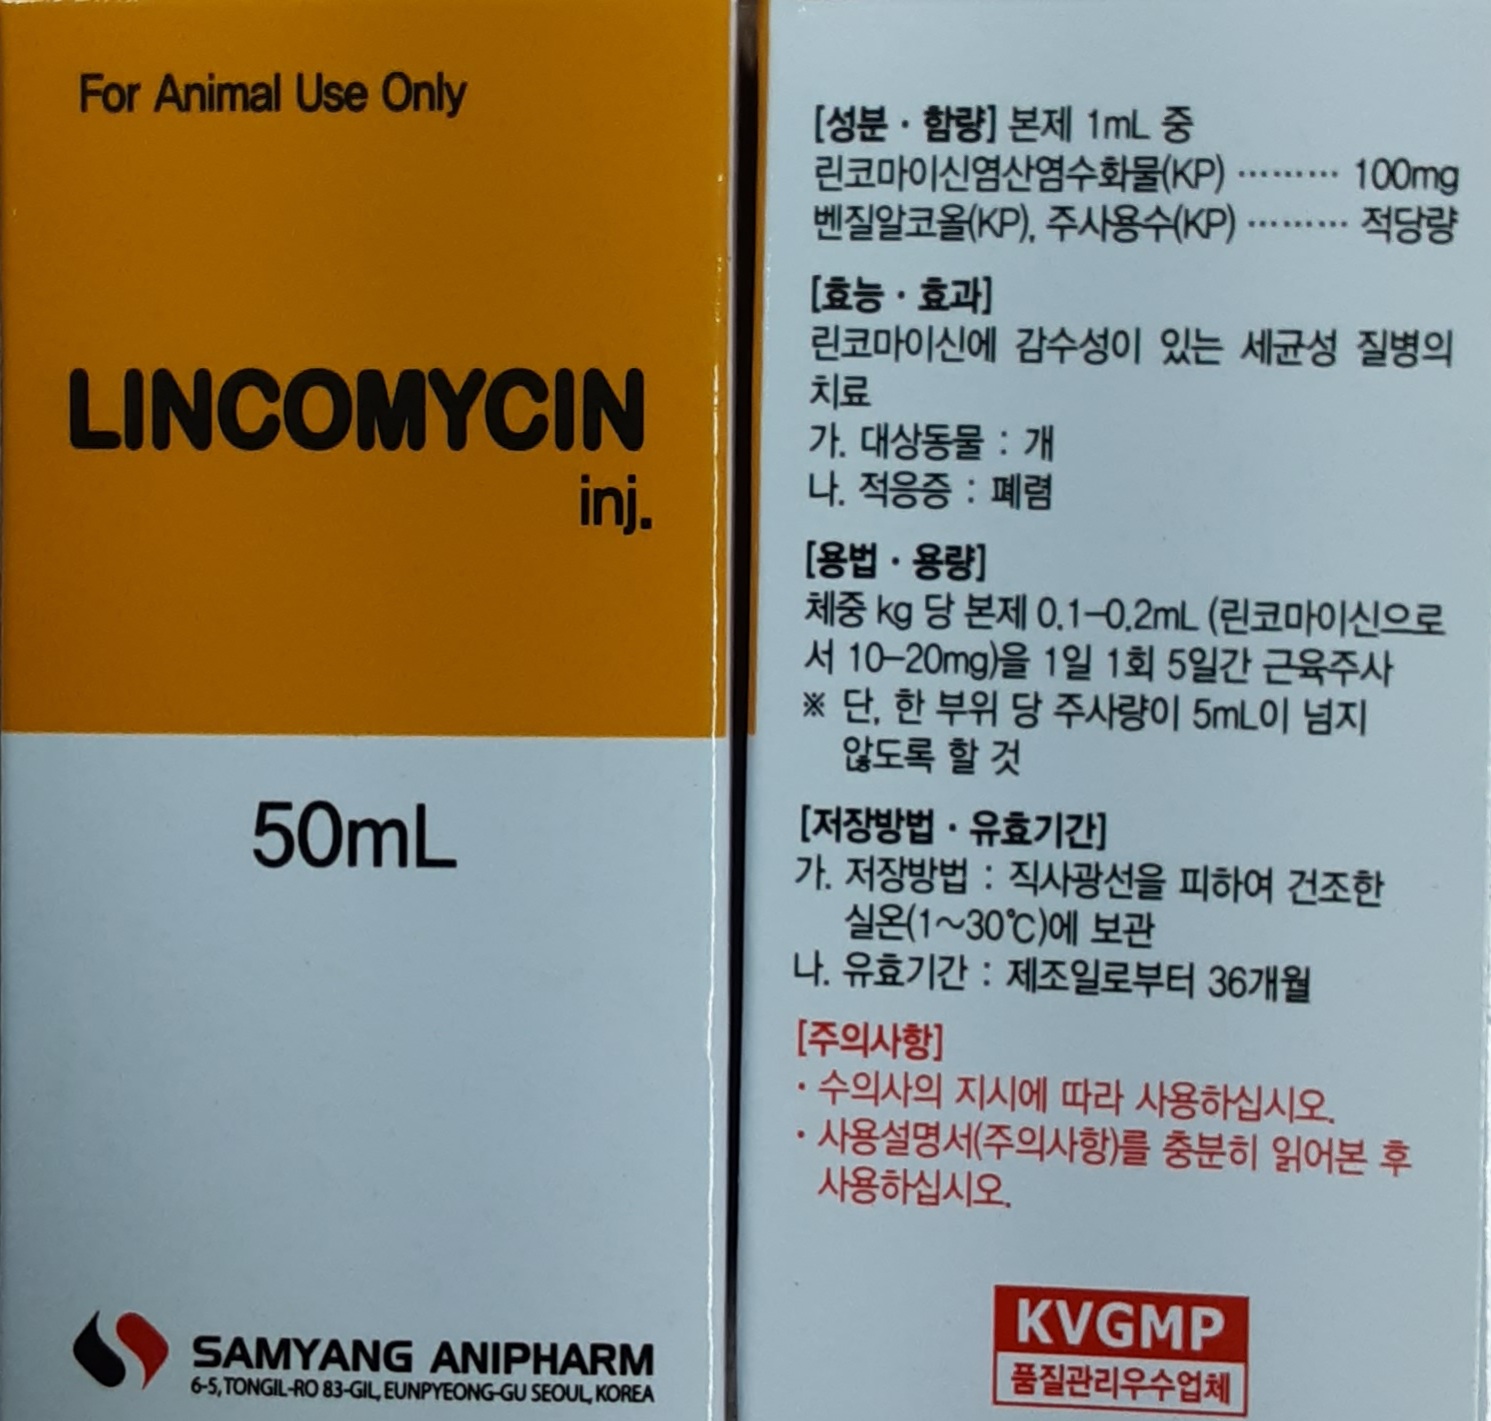 For Animal Use Only
LINCOMYCIN
inj.
50mL
SAMYANG ANIPHARM
6-5, TONGIL-RO 83-GIL, EUNPYEONG-GU SEOUL, KOREA
[성분 · 함량] 본제 1mL 중
린코마이신염산염수화물(KP) ········· 100mg
벤질알코올(KP), 주사용수(KP) ········· 적당량
[효능 · 효과]
린코마이신에 감수성이 있는 세균성 질병의
치료
가. 대상동물 : 개
나. 적응증 : 폐렴
[용법 · 용량]
체중 kg 당 본제 0.1-0.2mL (린코마이신으로
서 10-20mg)을 1일 1회 5일간 근육주사
※ 단, 한 부위 당 주사량이 5mL이 넘지
않도록 할 것
[저장방법 · 유효기간]
가. 저장방법 : 직사광선을 피하여 건조한
실온(1~30℃)에 보관
나. 유효기간 : 제조일로부터 36개월
[주의사항]
· 수의사의 지시에 따라 사용하십시오.
· 사용설명서(주의사항)를 충분히 읽어본 후
사용하십시오.
KVGMP
품질관리우수업체